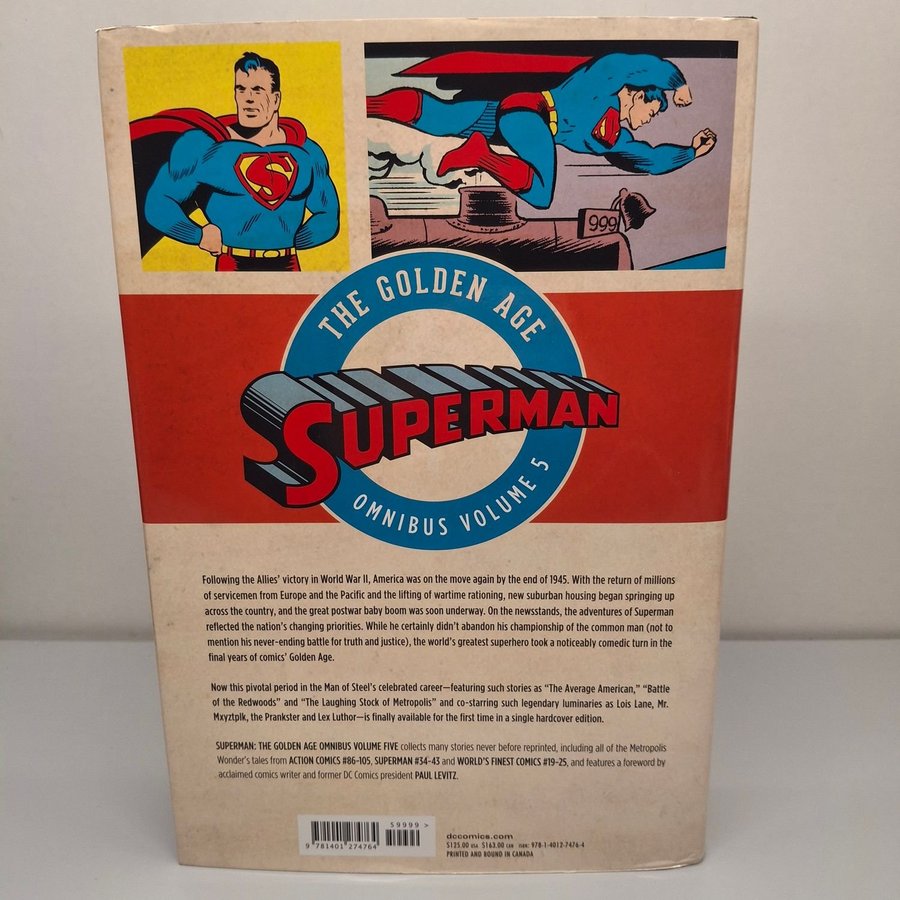 S
999
THE GOLDEN AGE
SUPERMAN
OMNIBUS VOLUME 5
Following the Allies' victory in World War II, America was on the move again by the end of 1945. With the return of millions
of servicemen from Europe and the Pacific and the lifting of wartime rationing, new suburban housing began springing up
across the country, and the great postwar baby boom was soon underway. On the newsstands, the adventures of Superman
reflected the nation's changing priorities. While he certainly didn't abandon his championship of the common man (not to
mention his never-ending battle for truth and justice), the world's greatest superhero took a noticeably comedic turn in the
final years of comics' Golden Age.
Now this pivotal period in the Man of Steel's celebrated career—featuring such stories as "The Average American," "Battle
of the Redwoods" and "The Laughing Stock of Metropolis" and co-starring such legendary luminaries as Lois Lane, Mr.
Mxyztplk, the Prankster and Lex Luthor—is finally available for the first time in a single hardcover edition.
SUPERMAN: THE GOLDEN AGE OMNIBUS VOLUME FIVE collects many stories never before reprinted, including all of the Metropolis
Wonder's tales from ACTION COMICS #86-105, SUPERMAN #34-43 and WORLD'S FINEST COMICS #19-25, and features a foreword by
acclaimed comics writer and former DC Comics president PAUL LEVITZ.
59999 >
9 781401 274764
dccomics.com
$125.00 USA $163.00 CAN ISBN: 978-1-4012-7476-4
PRINTED AND BOUND IN CANADA